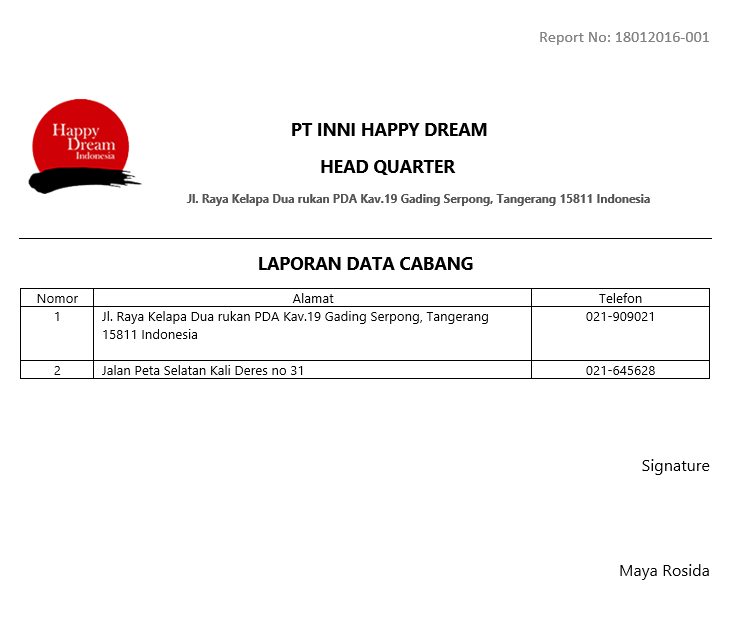 Report No: 18012016-001
Happy
Dream
Indonesia
PT INNI HAPPY DREAM
HEAD QUARTER
Jl. Raya Kelapa Dua rukan PDA Kav.19 Gading Serpong, Tangerang 15811 Indonesia
LAPORAN DATA CABANG
Nomor Alamat Telefon
1 Jl. Raya Kelapa Dua rukan PDA Kav.19 Gading Serpong, Tangerang 021-909021
15811 Indonesia
2 Jalan Peta Selatan Kali Deres no 31 021-645628
Signature
Maya Rosida